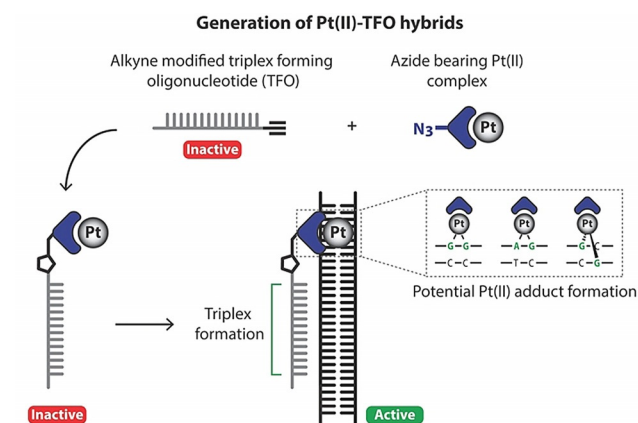 Generation of Pt(II)-TFO hybrids
Alkyne modified triplex forming
oligonucleotide (TFO)
Azide bearing Pt(II)
complex
Inactive
+
N3
Pt
Pt
Pt
Pt
Pt
Pt
G G
A G
G C
C C
T C
C G
Potential Pt(II) adduct formation
Triplex
formation
Inactive
Active